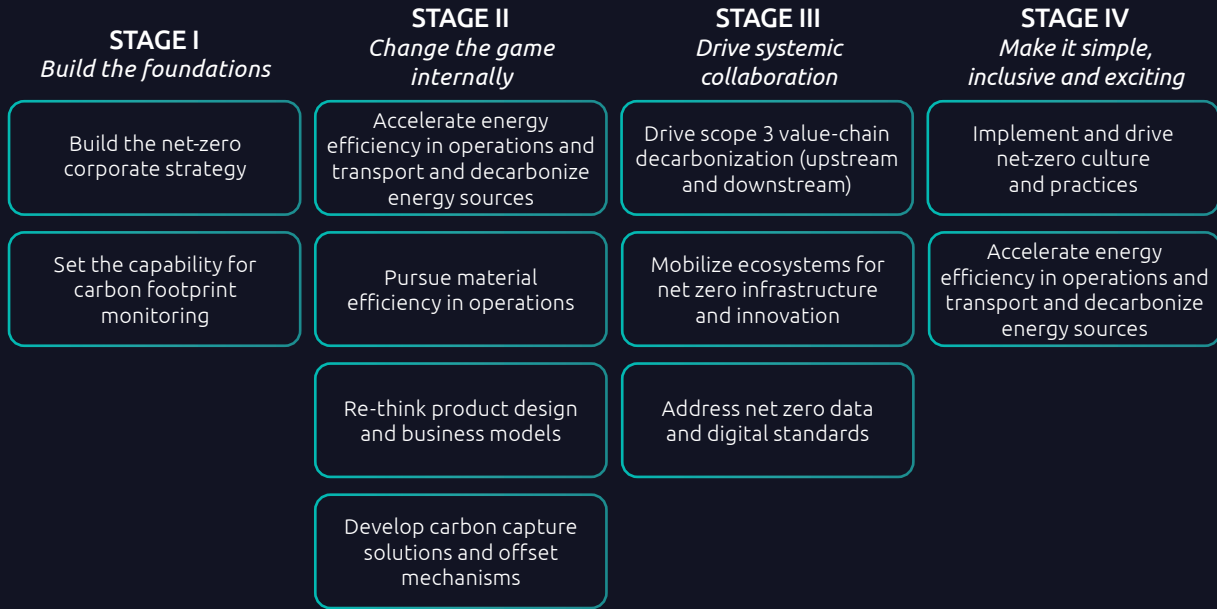 STAGE I
Build the foundations
Build the net-zero
corporate strategy
Set the capability for
carbon footprint
monitoring
STAGE II
Change the game
internally
Accelerate energy
efficiency in operations and
transport and decarbonize
energy sources
Pursue material
efficiency in operations
Re-think product design
and business models
Develop carbon capture
solutions and offset
mechanisms
STAGE III
Drive systemic
collaboration
Drive scope 3 value-chain
decarbonization (upstream
and downstream)
Mobilize ecosystems for
net zero infrastructure
and innovation
Address net zero data
and digital standards
STAGE IV
Make it simple,
inclusive and exciting
Implement and drive
net-zero culture
and practices
Accelerate energy
efficiency in operations and
transport and decarbonize
energy sources